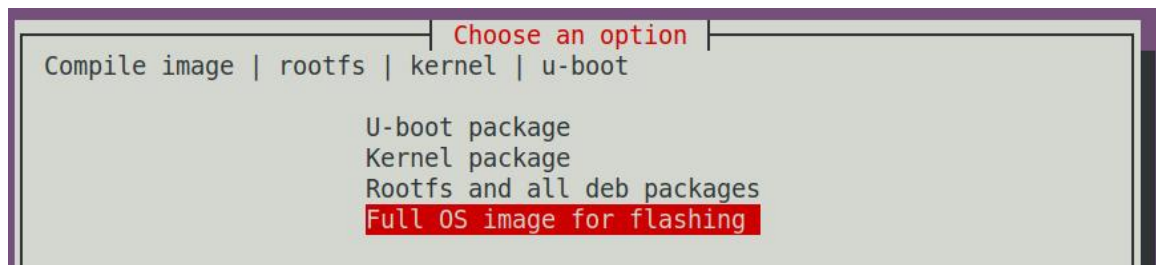 Choose an option
Compile image | rootfs | kernel | u-boot
U-boot package
Kernel package
Rootfs and all deb packages
Full OS image for flashing